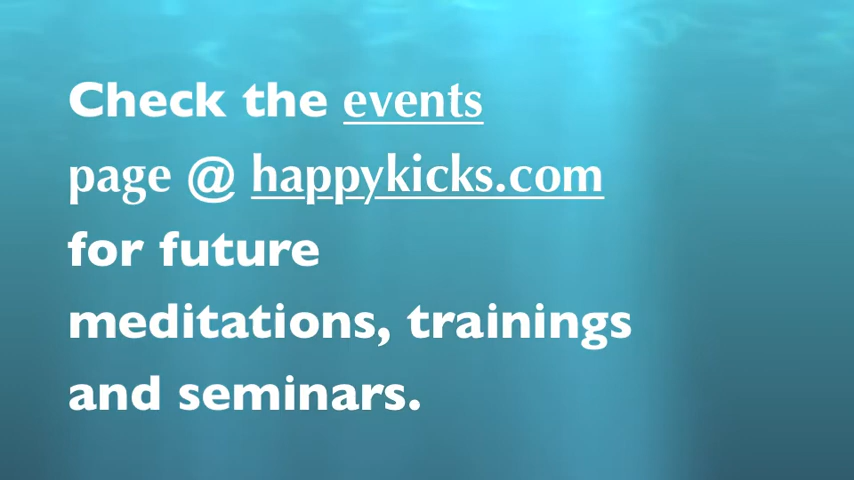 Check the events
page @ happykicks.com
for future
meditations, trainings
and seminars.